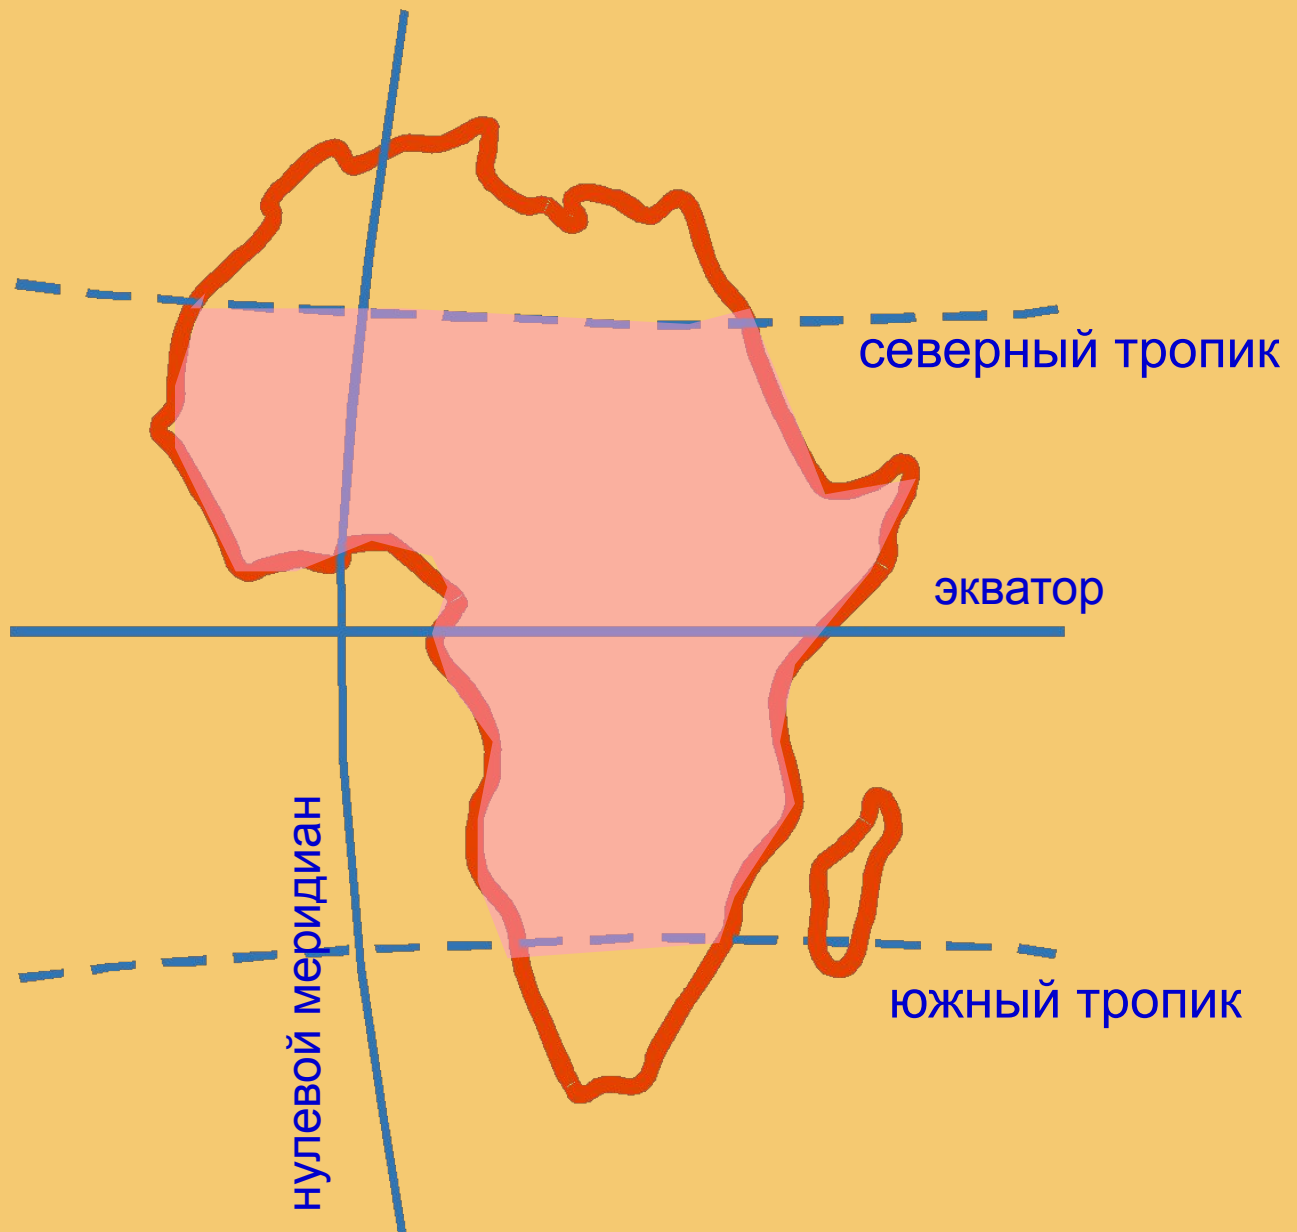 северный тропик
экватор
нулевой меридиан
южный тропик